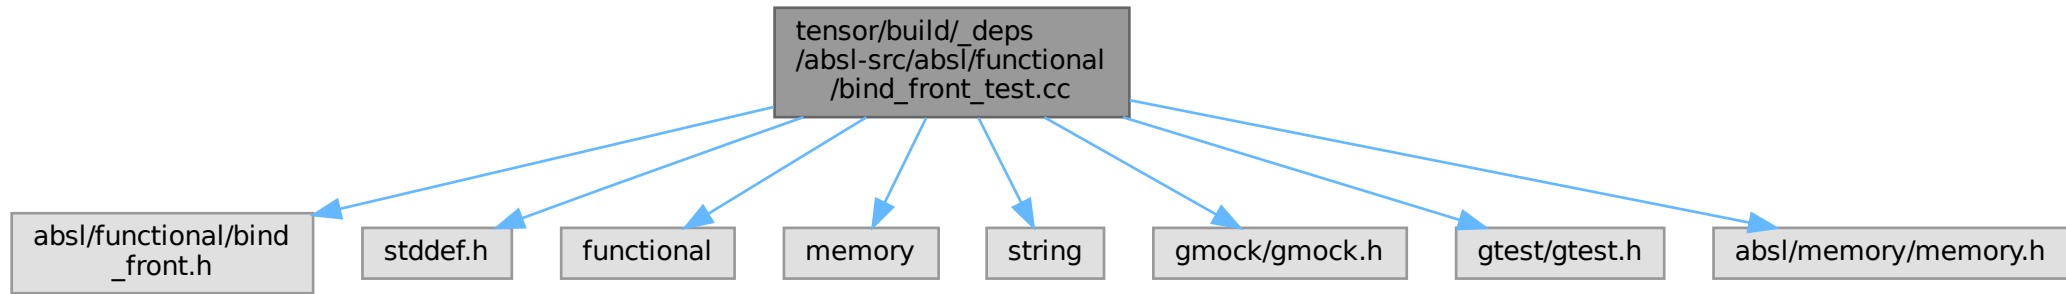 tensor/build/_deps
/absl-src/absl/functional
/bind_front_test.cc
absl/functional/bind
_front.h
stddef.h
functional
memory
string
gmock/gmock.h
gtest/gtest.h
absl/memory/memory.h